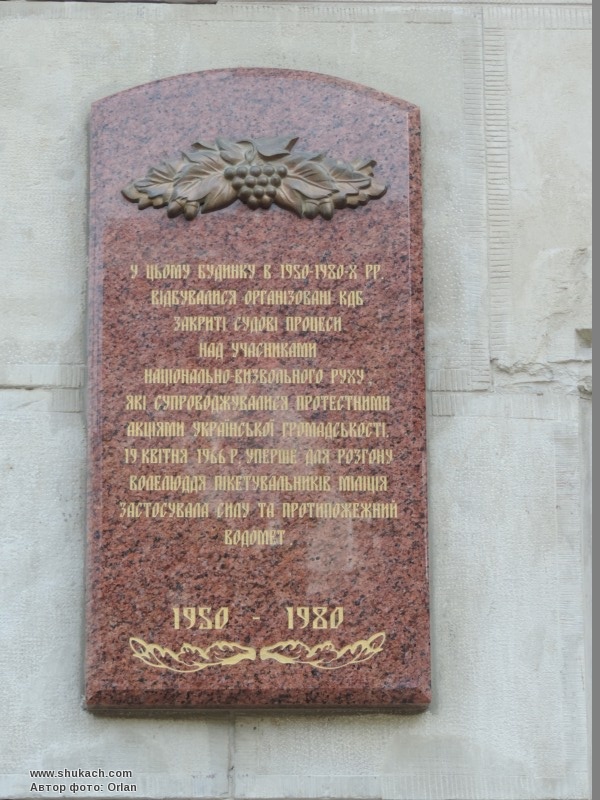 У ЦЬОМУ БУДИНКУ В 1950-1980-Х РР.
ВІДБУВАЛИСЯ ОРГАНІЗОВАНІ КДБ
ЗАКРИТІ СУДОВІ ПРОЦЕСИ
НАД УЧАСНИКАМИ
НАЦІОНАЛЬНО-ВИЗВОЛЬНОГО РУХУ,
ЯКІ СУПРОВОДЖУВАЛИСЯ ПРОТЕСТНИМИ
АКЦІЯМИ УКРАЇНСЬКОЇ ГРОМАДСЬКОСТІ.
19 КВІТНЯ 1966 Р. УПЕРШЕ ДЛЯ РОЗГОНУ
ВОЛЕЛЮДДЯ ПІКЕТУВАЛЬНИКІВ МІЛІЦІЯ
ЗАСТОСУВАЛА СИЛУ ТА ПРОТИПОЖЕЖНИЙ
ВОДОМЕТ
1950 - 1980
www.shukach.com
Автор фото: Orlan